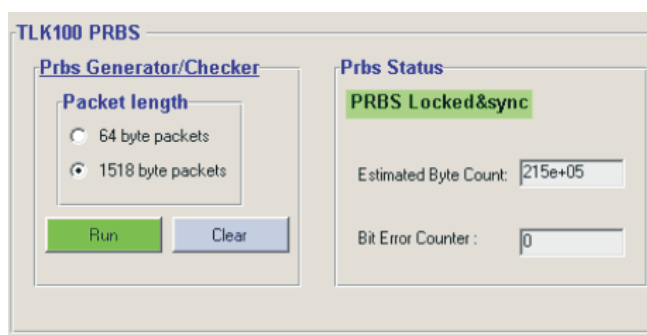 TLK100 PRBS
Prbs Generator/Checker
Packet length
64 byte packets
1518 byte packets
Run
Clear
Prbs Status
PRBS Locked&sync
Estimated Byte Count: 215e+05
Bit Error Counter : 0